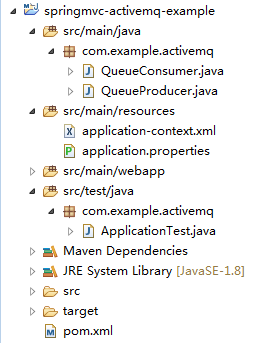 springmvc-activemq-example
src/main/java
com.example.activemq
QueueConsumer.java
QueueProducer.java
src/main/resources
application-context.xml
application.properties
src/main/webapp
src/test/java
com.example.activemq
ApplicationTest.java
Maven Dependencies
JRE System Library [JavaSE-1.8]
src
target
pom.xml